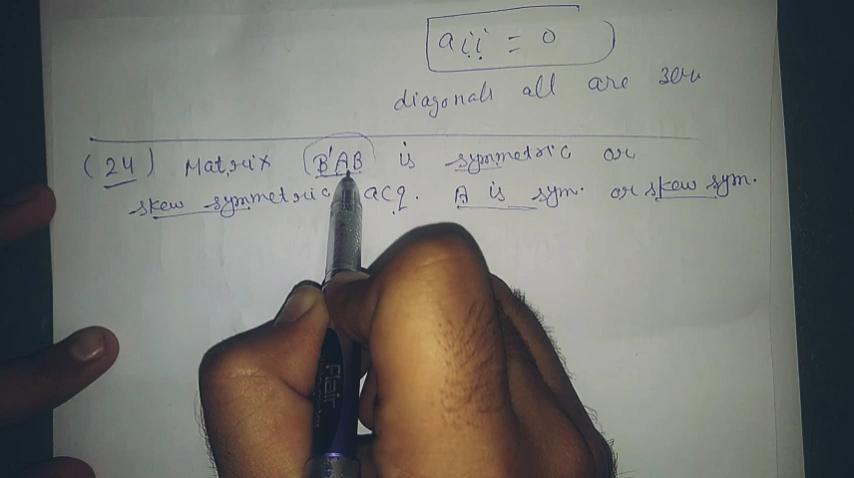 aii = 0
diagonals all are zero
(24) Matrix B'AB is symmetric or
skew symmetric acq. A is sym. or skew sym.
Flair